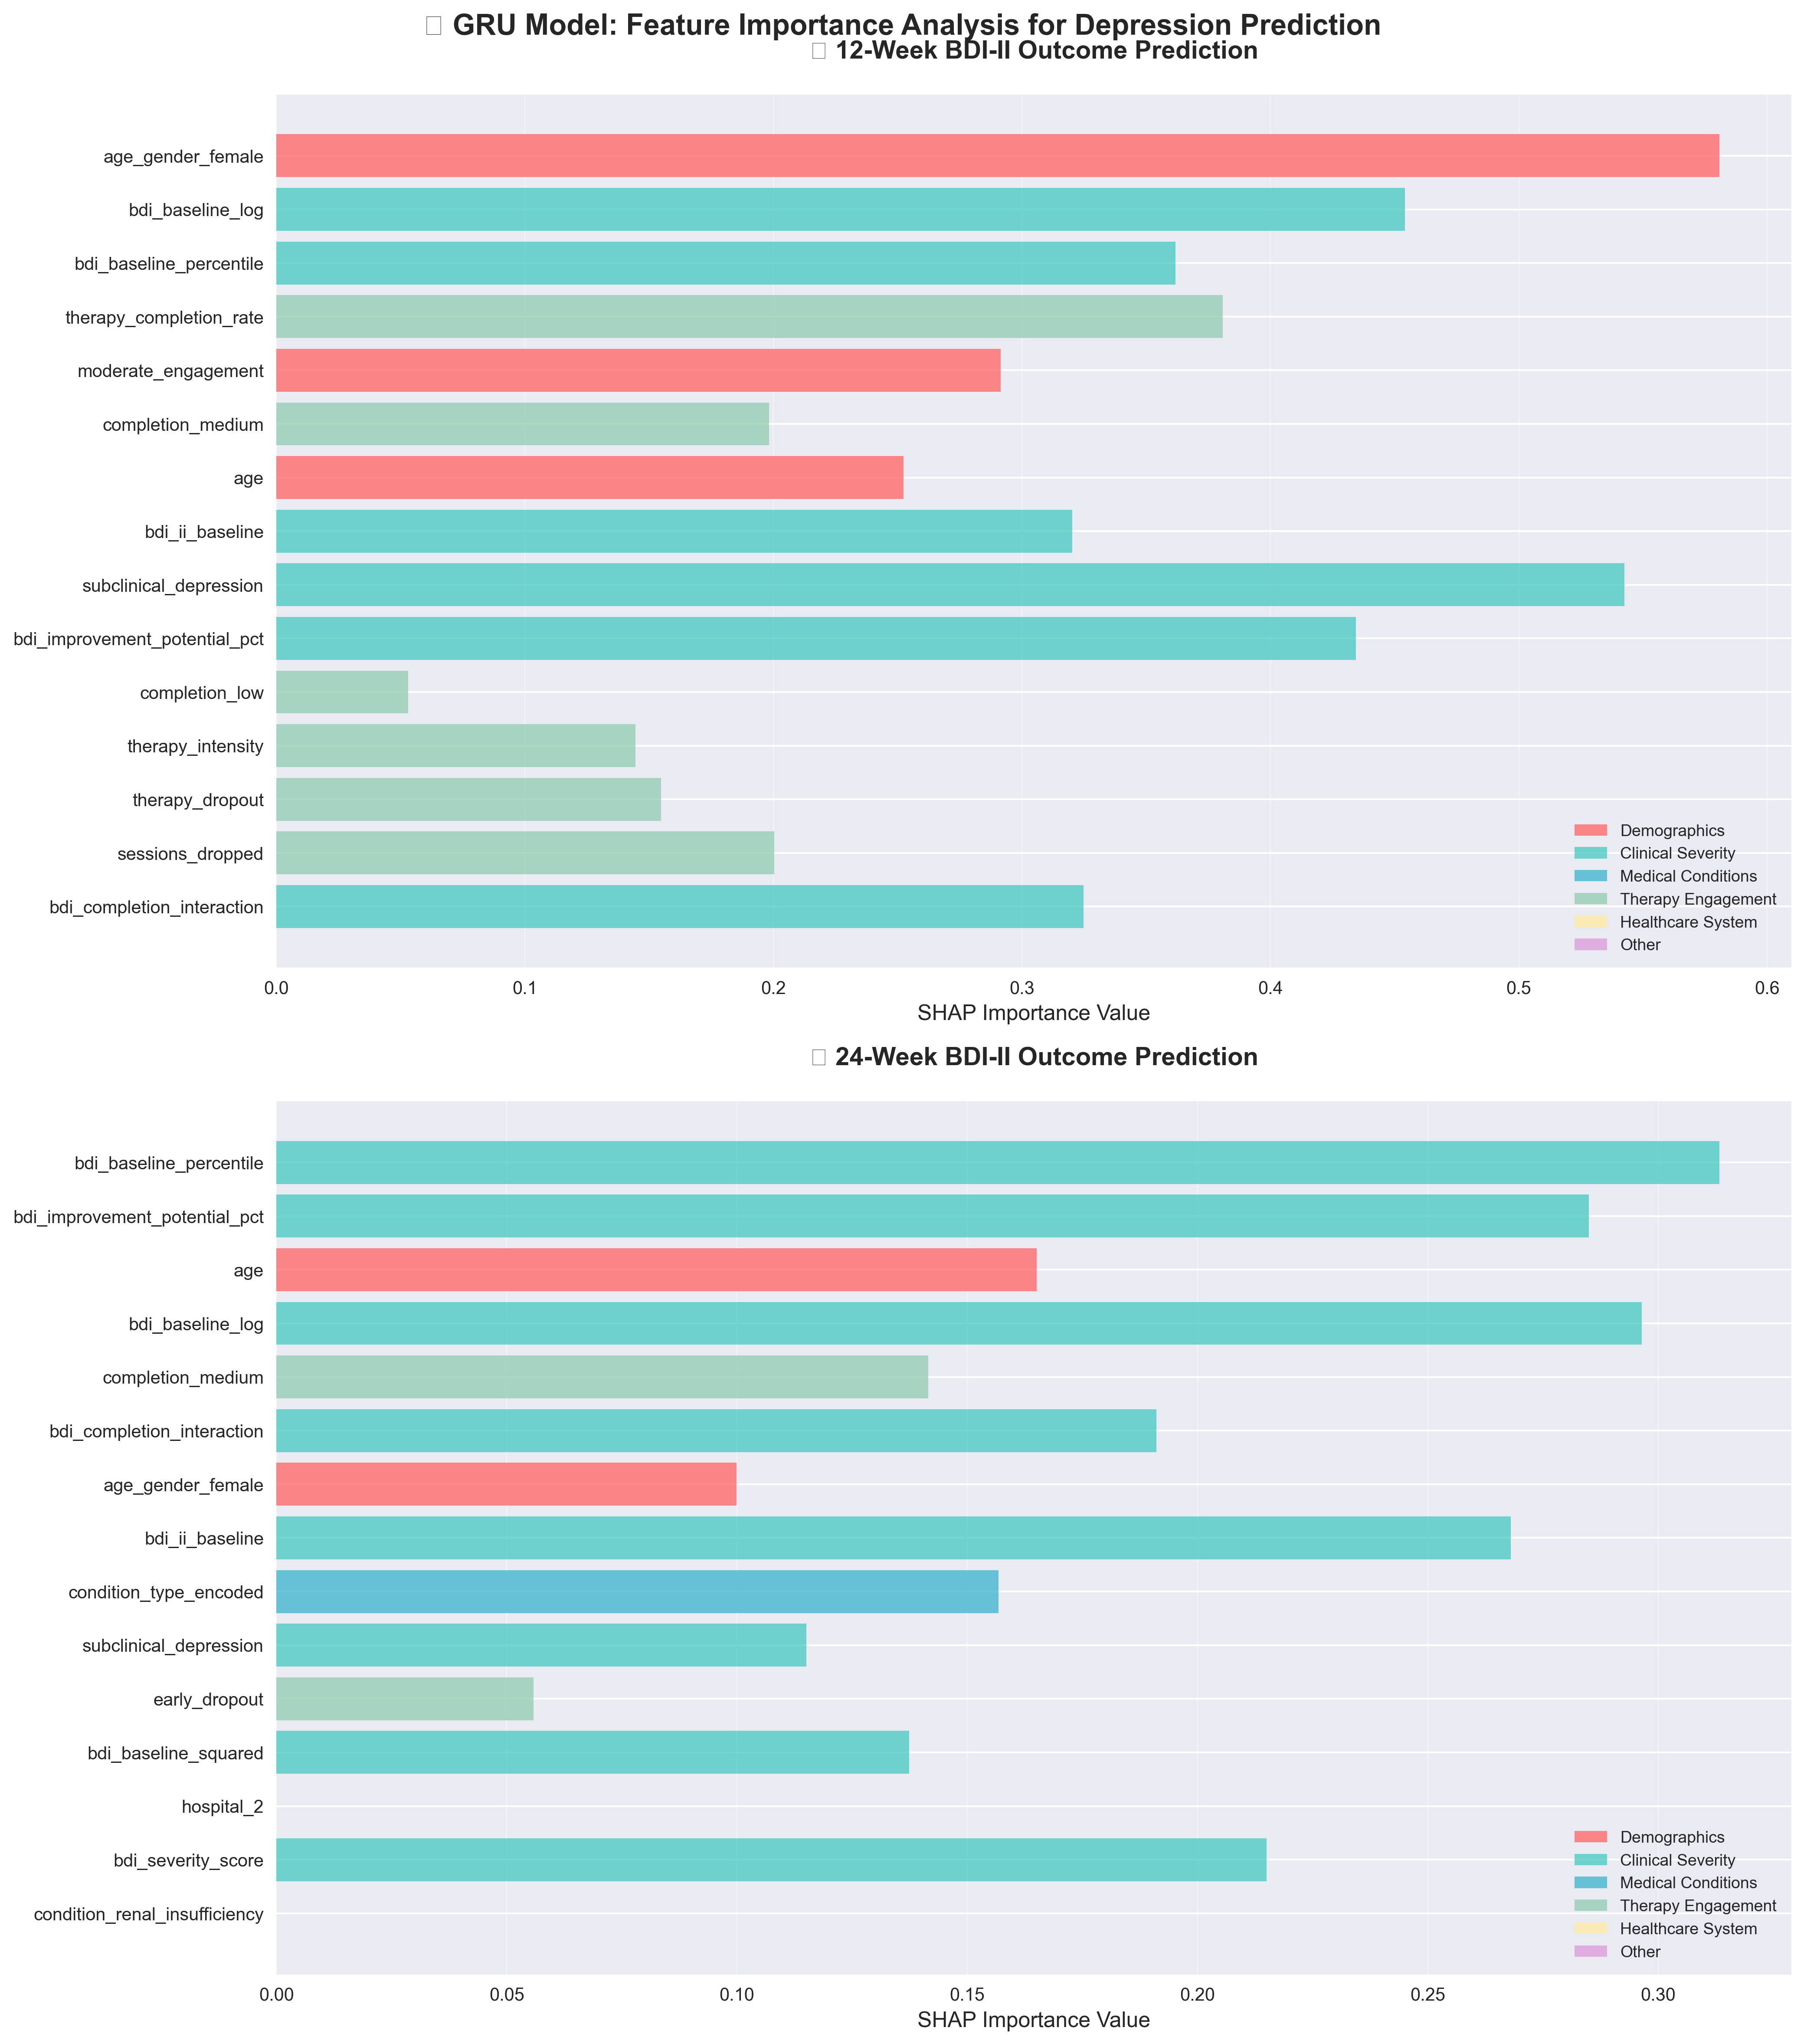 GRU Model: Feature Importance Analysis for Depression Prediction
12-Week BDI-II Outcome Prediction
age_gender_female
bdi_baseline_log
bdi_baseline_percentile
therapy_completion_rate
moderate_engagement
completion_medium
age
bdi_ii_baseline
subclinical_depression
bdi_improvement_potential_pct
completion_low
therapy_intensity
therapy_dropout
sessions_dropped
bdi_completion_interaction
Demographics
Clinical Severity
Medical Conditions
Therapy Engagement
Healthcare System
Other
0.0 0.1 0.2 0.3 0.4 0.5 0.6
SHAP Importance Value
24-Week BDI-II Outcome Prediction
bdi_baseline_percentile
bdi_improvement_potential_pct
age
bdi_baseline_log
completion_medium
bdi_completion_interaction
age_gender_female
bdi_ii_baseline
condition_type_encoded
subclinical_depression
early_dropout
bdi_baseline_squared
hospital_2
bdi_severity_score
condition_renal_insufficiency
Demographics
Clinical Severity
Medical Conditions
Therapy Engagement
Healthcare System
Other
0.00 0.05 0.10 0.15 0.20 0.25 0.30
SHAP Importance Value